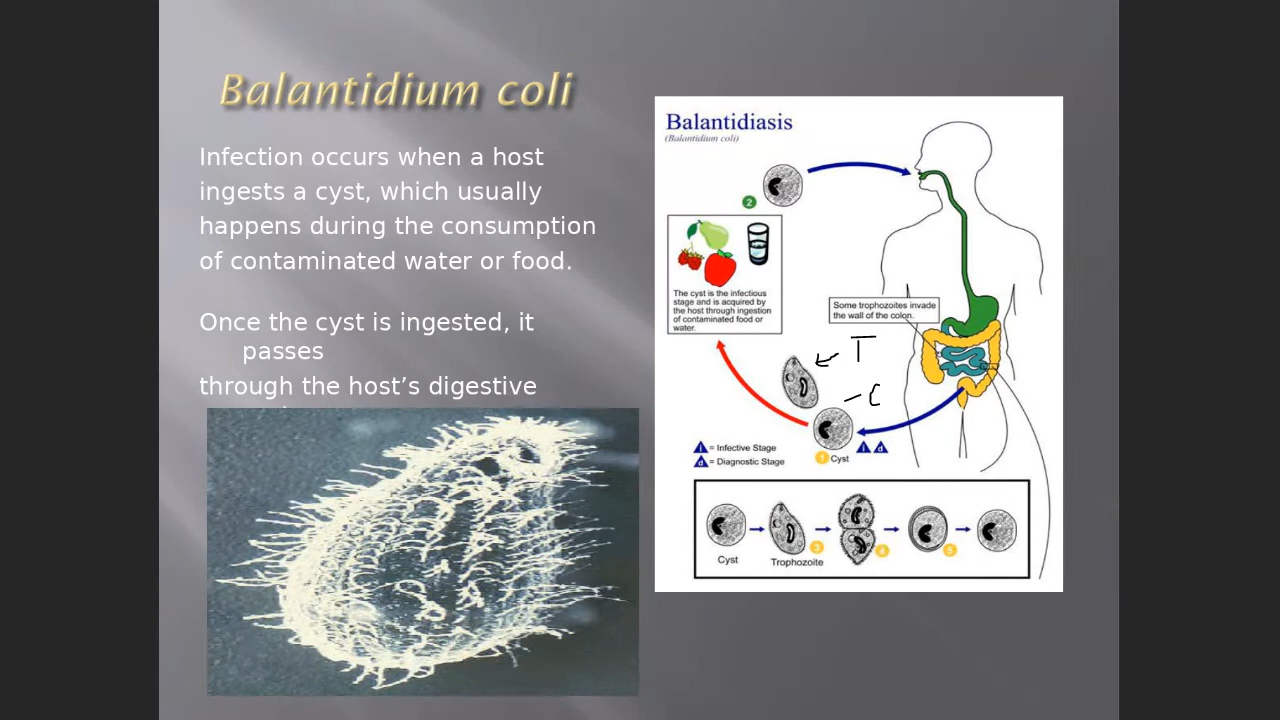 Balantidium coli
Infection occurs when a host
ingests a cyst, which usually
happens during the consumption
of contaminated water or food.
Once the cyst is ingested, it
passes
through the host’s digestive
Balantidiasis
(Balantidium coli)
2
The cyst is the infectious
stage and is acquired by
the host through ingestion
of contaminated food or
water.
Some trophozoites invade
the wall of the colon.
T
C
i = Infective Stage
d = Diagnostic Stage
1 Cyst
i d
3
4
5
Cyst
Trophozoite